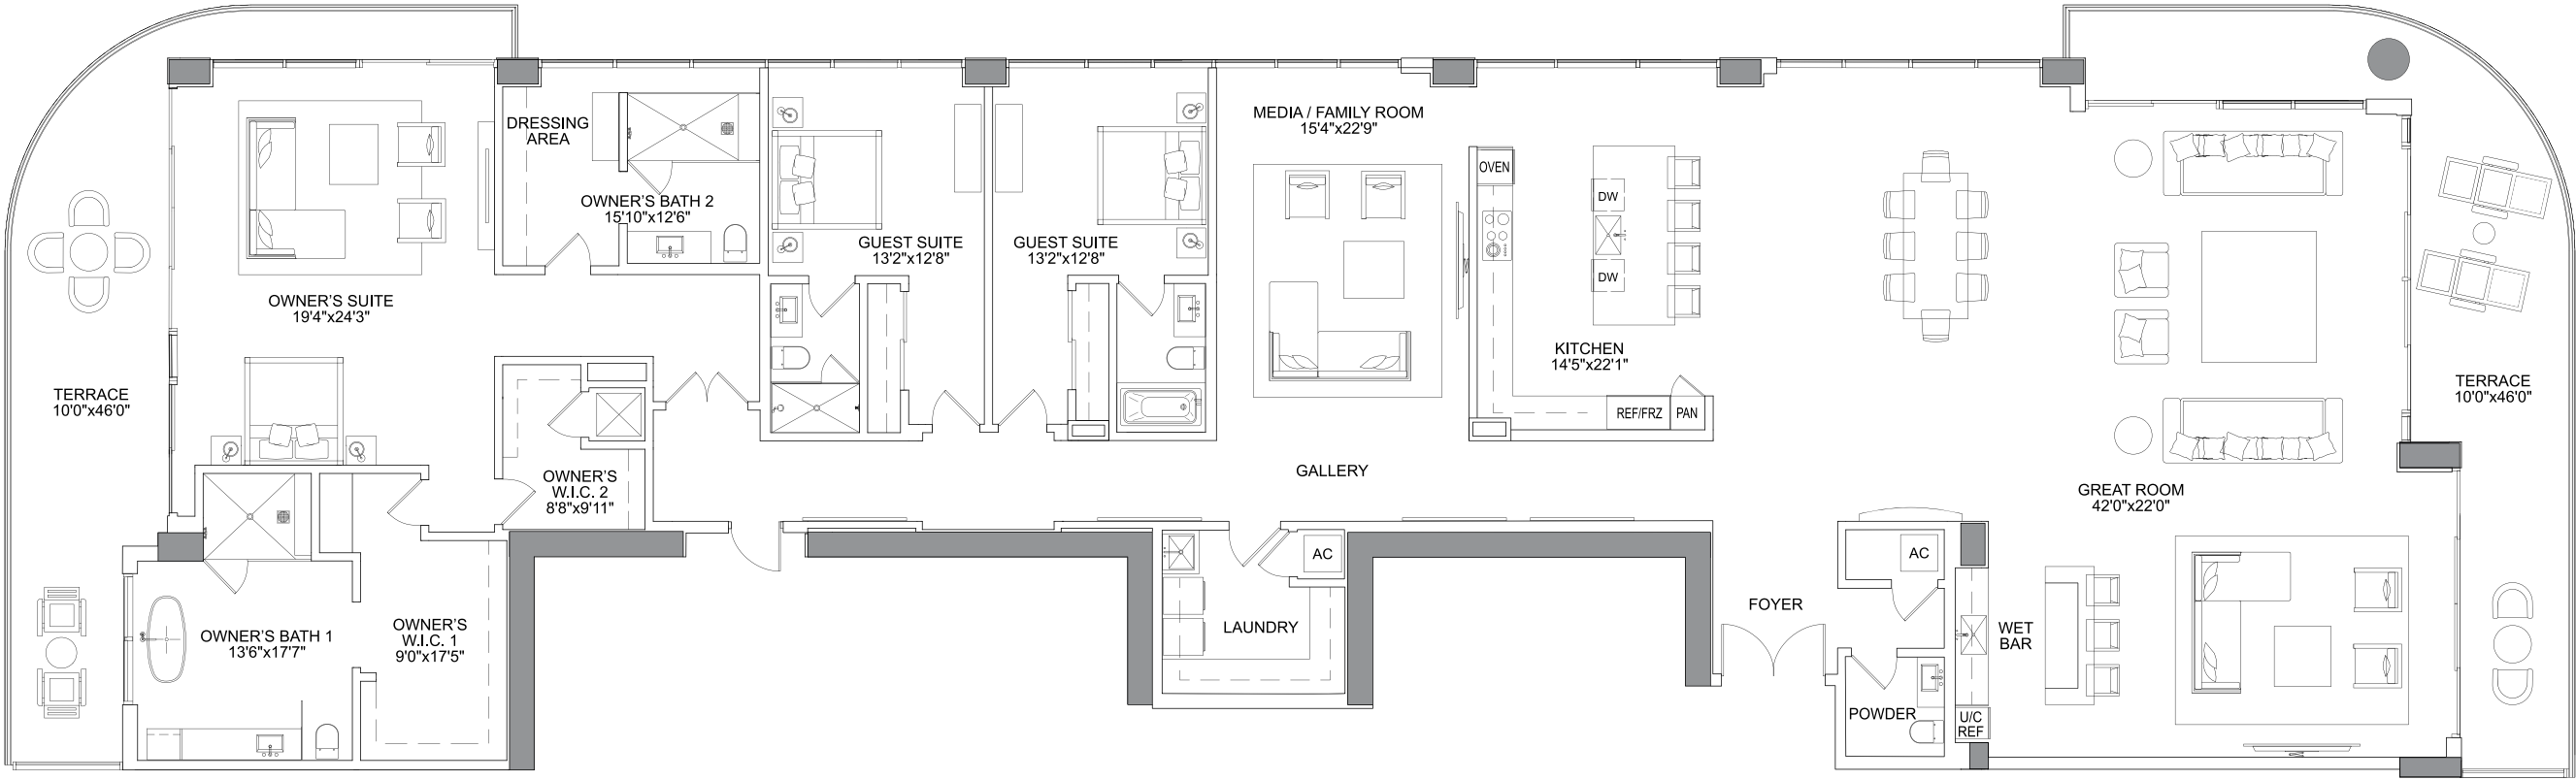 DRESSING
AREA
OWNER'S BATH 2
15'10"x12'6"
GUEST SUITE
13'2"x12'8"
GUEST SUITE
13'2"x12'8"
MEDIA / FAMILY ROOM
15'4"x22'9"
OVEN
DW
DW
KITCHEN
14'5"x22'1"
REF/FRZ
PAN
OWNER'S SUITE
19'4"x24'3"
TERRACE
10'0"x46'0"
TERRACE
10'0"x46'0"
OWNER'S
W.I.C. 2
8'8"x9'11"
GALLERY
GREAT ROOM
42'0"x22'0"
OWNER'S BATH 1
13'6"x17'7"
OWNER'S
W.I.C. 1
9'0"x17'5"
AC
LAUNDRY
FOYER
AC
WET
BAR
POWDER
U/C
REF